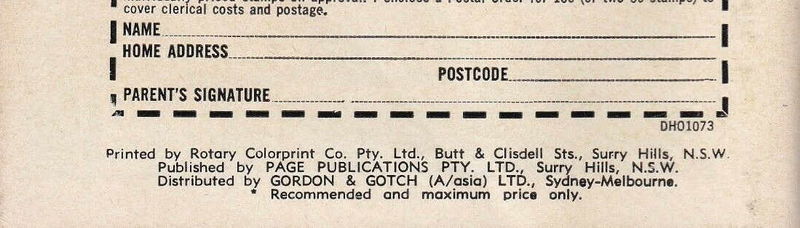 cover clerical costs and postage.
NAME
HOME ADDRESS
POSTCODE
PARENT'S SIGNATURE
DHO1073
Printed by Rotary Colorprint Co. Pty. Ltd., Butt & Clisdell Sts., Surry Hills, N.S.W.
Published by PAGE PUBLICATIONS PTY. LTD., Surry Hills, N.S.W.
Distributed by GORDON & GOTCH (A/asia) LTD., Sydney-Melbourne.
* Recommended and maximum price only.